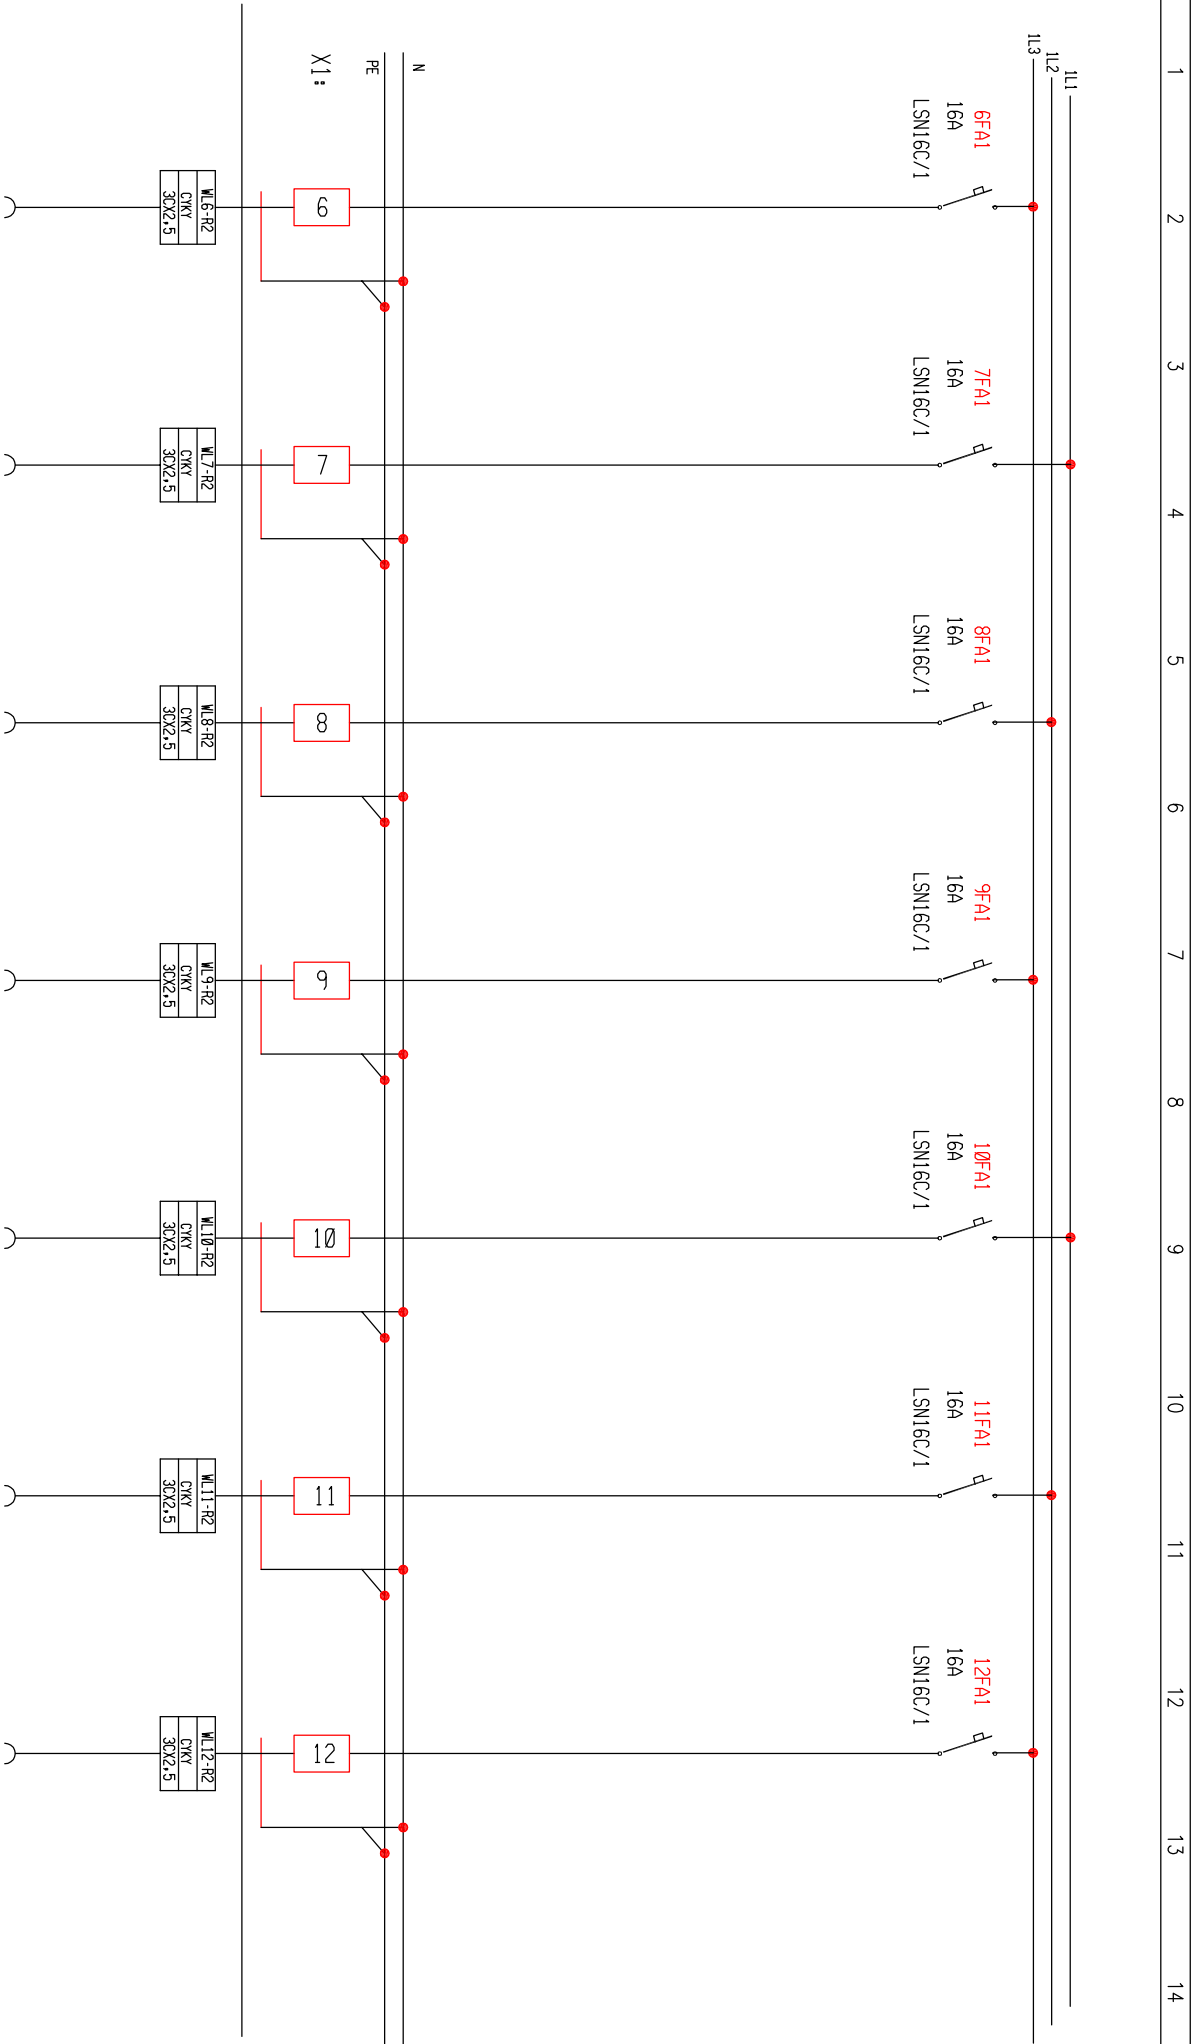 1 2 3 4 5 6 7 8 9 10 11 12 13 14
1L1
1L2
1L3
6FA1
16A
LSN16C/1
7FA1
16A
LSN16C/1
8FA1
16A
LSN16C/1
9FA1
16A
LSN16C/1
10FA1
16A
LSN16C/1
11FA1
16A
LSN16C/1
12FA1
16A
LSN16C/1
N
PE
X1: 6 7 8 9 10 11 12
WL6-R2
CYKY
3CX2,5
WL7-R2
CYKY
3CX2,5
WL8-R2
CYKY
3CX2,5
WL9-R2
CYKY
3CX2,5
WL10-R2
CYKY
3CX2,5
WL11-R2
CYKY
3CX2,5
WL12-R2
CYKY
3CX2,5